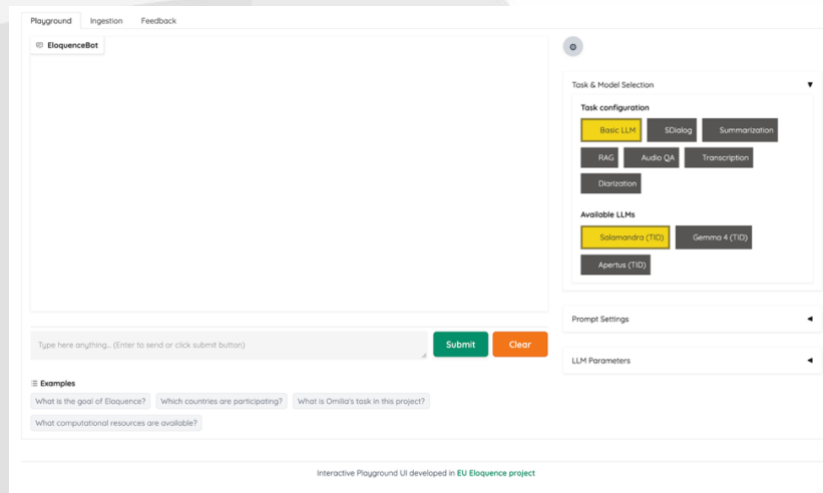 Playground Ingestion Feedback
EloquenceBot
Type here anything... (Enter to send or click submit button)
Submit
Clear
Examples
What is the goal of Eloquence?
Which countries are participating?
What is Omilia's task in this project?
What computational resources are available?
Task & Model Selection
Task configuration
Basic LLM
SDialog
Summarization
RAG
Audio QA
Transcription
Diarization
Available LLMs
Salamandra (TID)
Gemma 4 (TID)
Apertus (TID)
Prompt Settings
LLM Parameters
Interactive Playground UI developed in EU Eloquence project